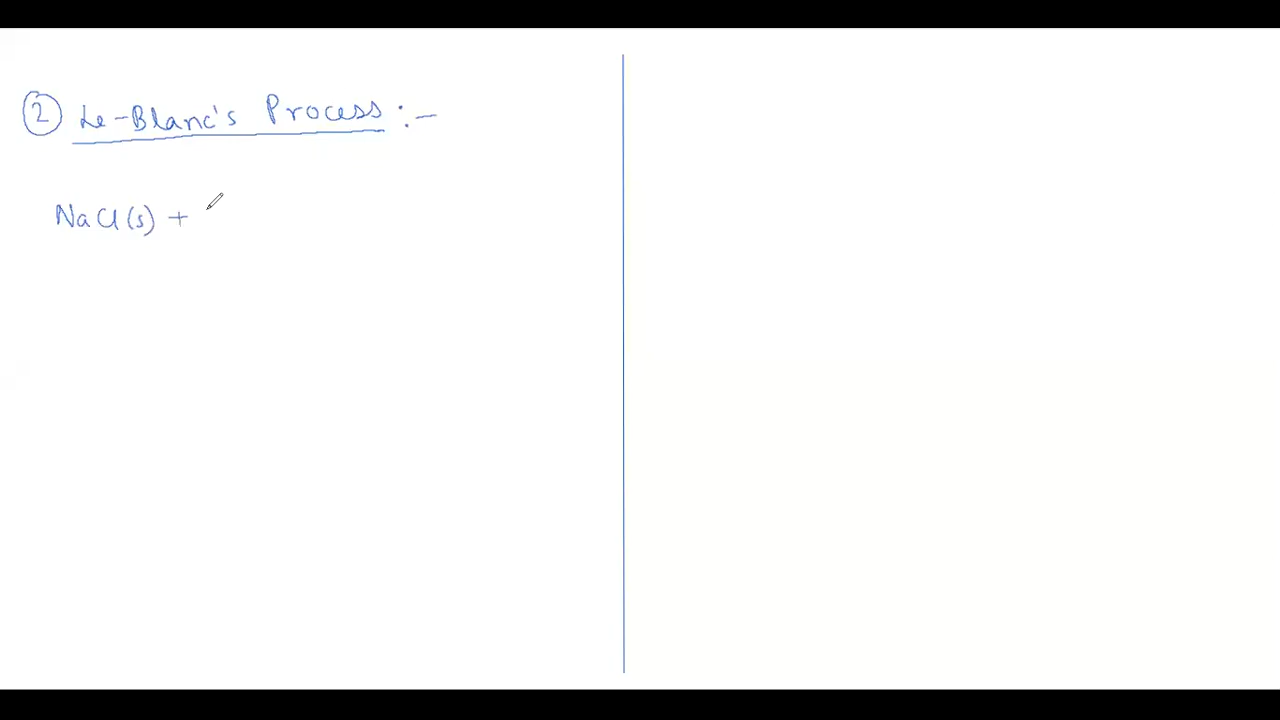 ② Le-Blanc's Process :-
NaCl(s) +